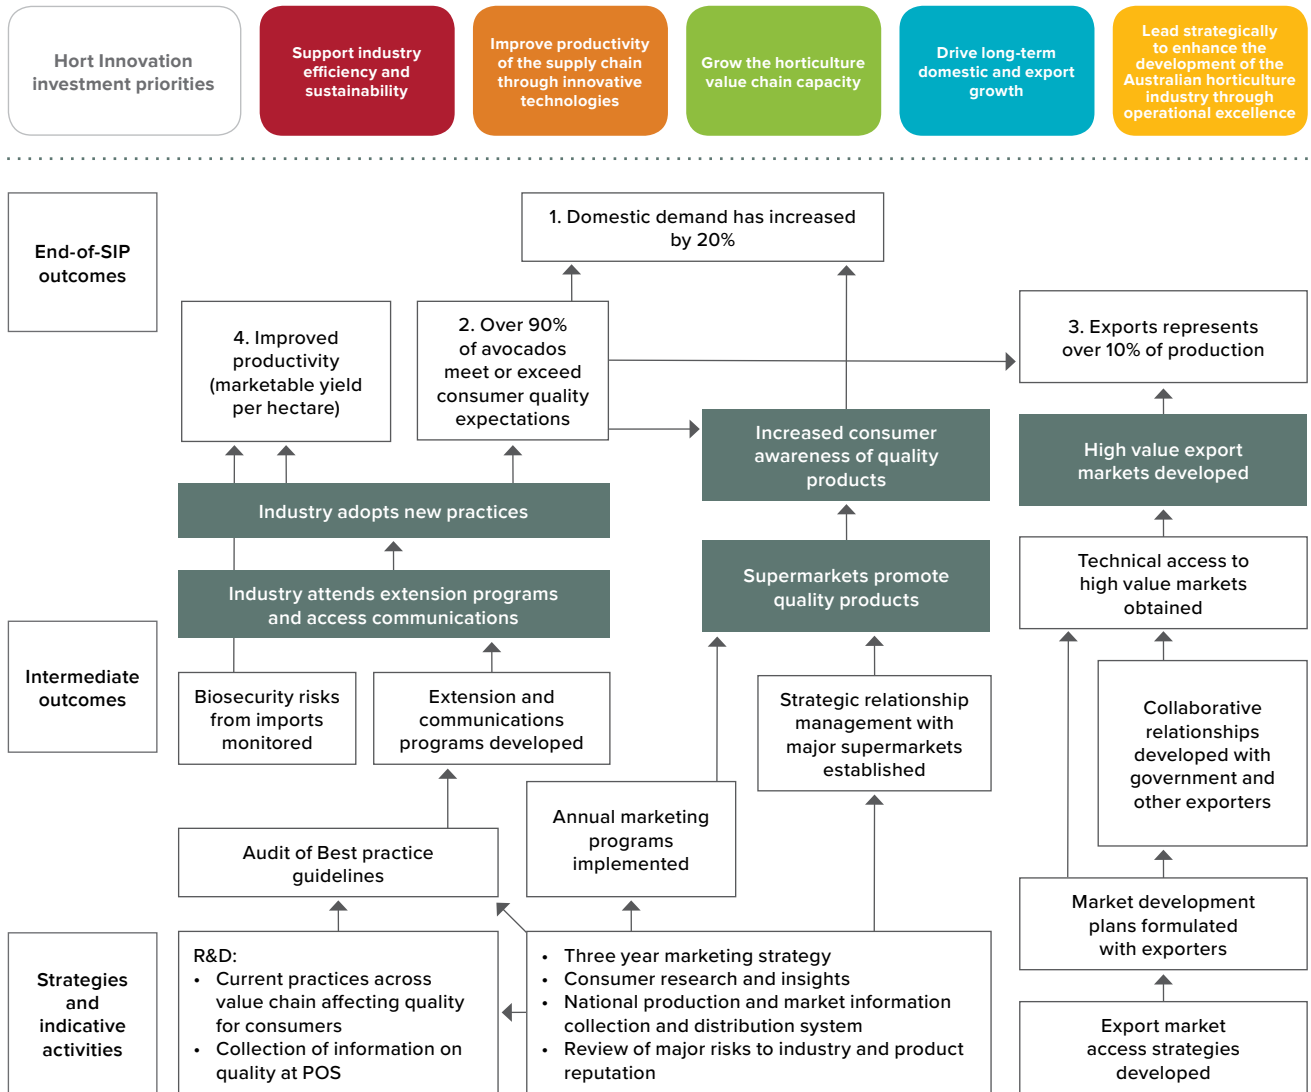 Hort Innovation
investment priorities
Support industry
efficiency and
sustainability
Improve productivity
of the supply chain
through innovative
technologies
Grow the horticulture
value chain capacity
Drive long-term
domestic and export
growth
Lead strategically
to enhance the
development of the
Australian horticulture
industry through
operational excellence
End-of-SIP
outcomes
1. Domestic demand has increased
by 20%
4. Improved
productivity
(marketable yield
per hectare)
2. Over 90%
of avocados
meet or exceed
consumer quality
expectations
3. Exports represents
over 10% of production
Increased consumer
awareness of quality
products
High value export
markets developed
Industry adopts new practices
Industry attends extension programs
and access communications
Supermarkets promote
quality products
Technical access to
high value markets
obtained
Intermediate
outcomes
Biosecurity risks
from imports
monitored
Extension and
communications
programs developed
Strategic relationship
management with
major supermarkets
established
Collaborative
relationships
developed with
government and
other exporters
Annual marketing
programs
implemented
Audit of Best practice
guidelines
Market development
plans formulated
with exporters
Strategies
and
indicative
activities
R&D:
• Current practices across
value chain affecting quality
for consumers
• Collection of information on
quality at POS
• Three year marketing strategy
• Consumer research and insights
• National production and market information
collection and distribution system
• Review of major risks to industry and product
reputation
Export market
access strategies
developed